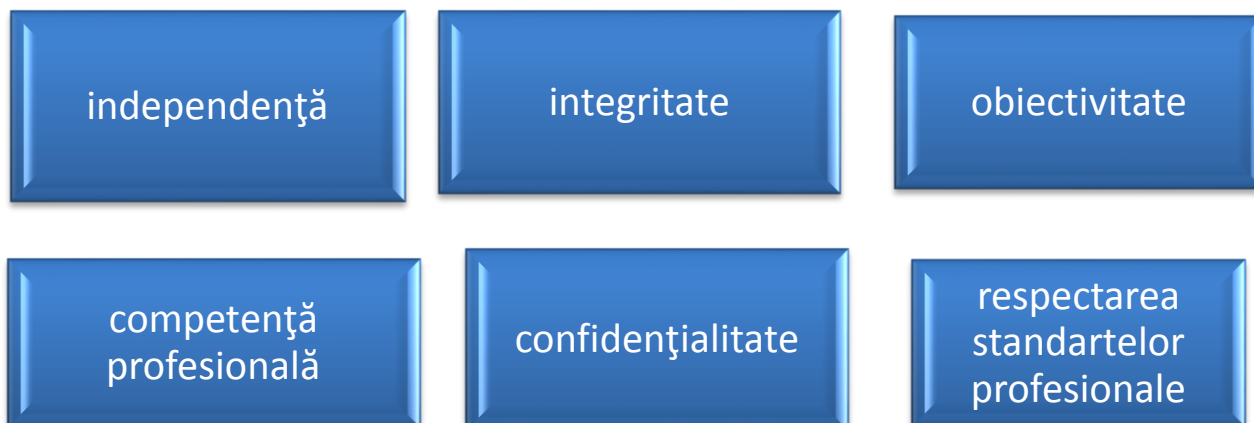 independenţă
integritate
obiectivitate
competenţă
profesională
confidenţialitate
respectarea
standartelor
profesionale